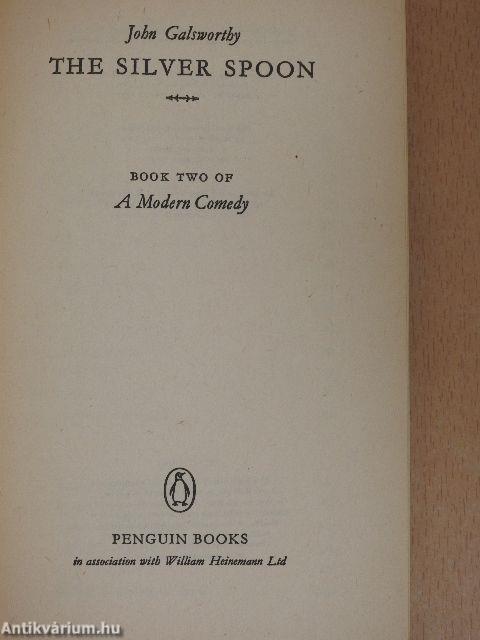 John Galsworthy
THE SILVER SPOON
BOOK TWO OF
A Modern Comedy
PENGUIN BOOKS
in association with William Heinemann Ltd
Antikvárium.hu